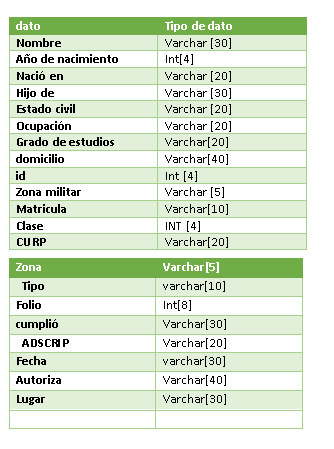 dato Tipo de dato
Nombre Varchar [30]
Año de nacimiento Int[4]
Nació en Varchar [20]
Hijo de Varchar [30]
Estado civil Varchar [20]
Ocupación Varchar [20]
Grado de estudios Varchar[20]
domicilio Varchar[40]
id Int [4]
Zona militar Varchar [5]
Matricula Varchar[10]
Clase INT [4]
CURP Varchar[20]
Zona Varchar[5]
Tipo varchar[10]
Folio Int[8]
cumplió Varchar[30]
ADSCRIP Varchar[20]
Fecha varchar[30]
Autoriza Varchar[40]
Lugar Varchar[30]